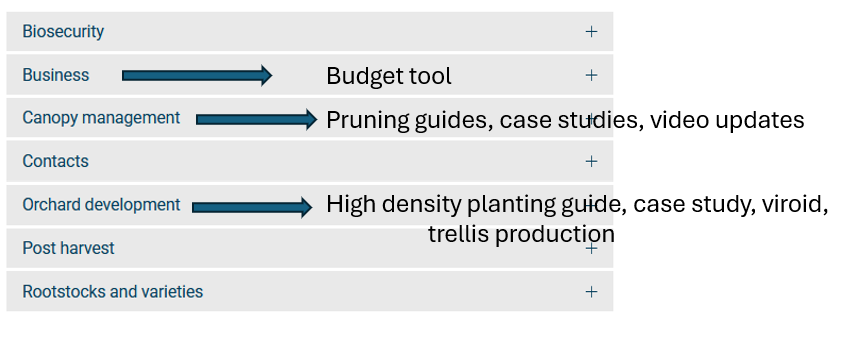 Biosecurity +
Business Budget tool +
Canopy management Pruning guides, case studies, video updates
Contacts +
Orchard development High density planting guide, case study, viroid,
trellis production
Post harvest +
Rootstocks and varieties +